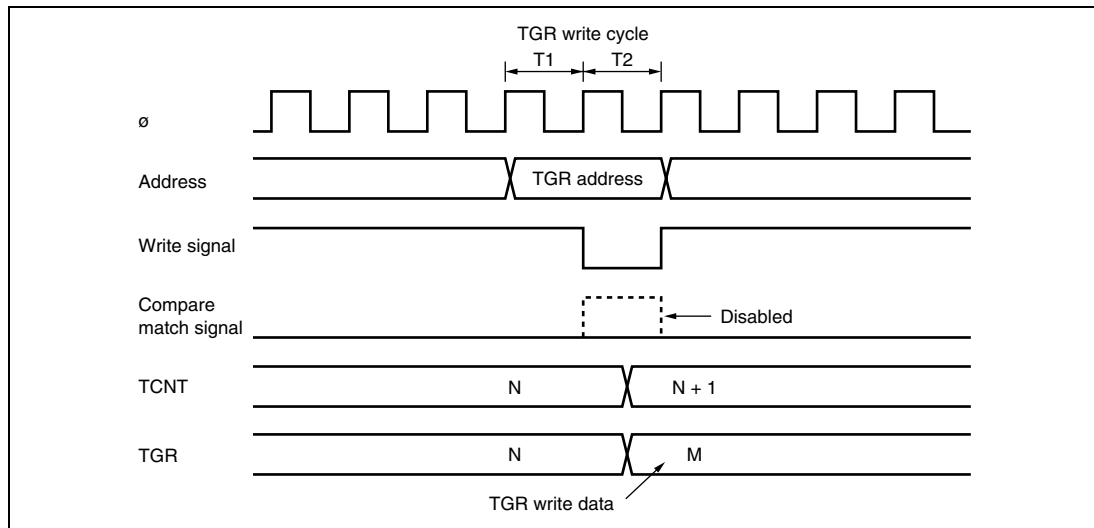 TGR write cycle
T1 T2
ø
Address TGR address
Write signal
Compare
match signal Disabled
TCNT N N + 1
TGR N M
TGR write data